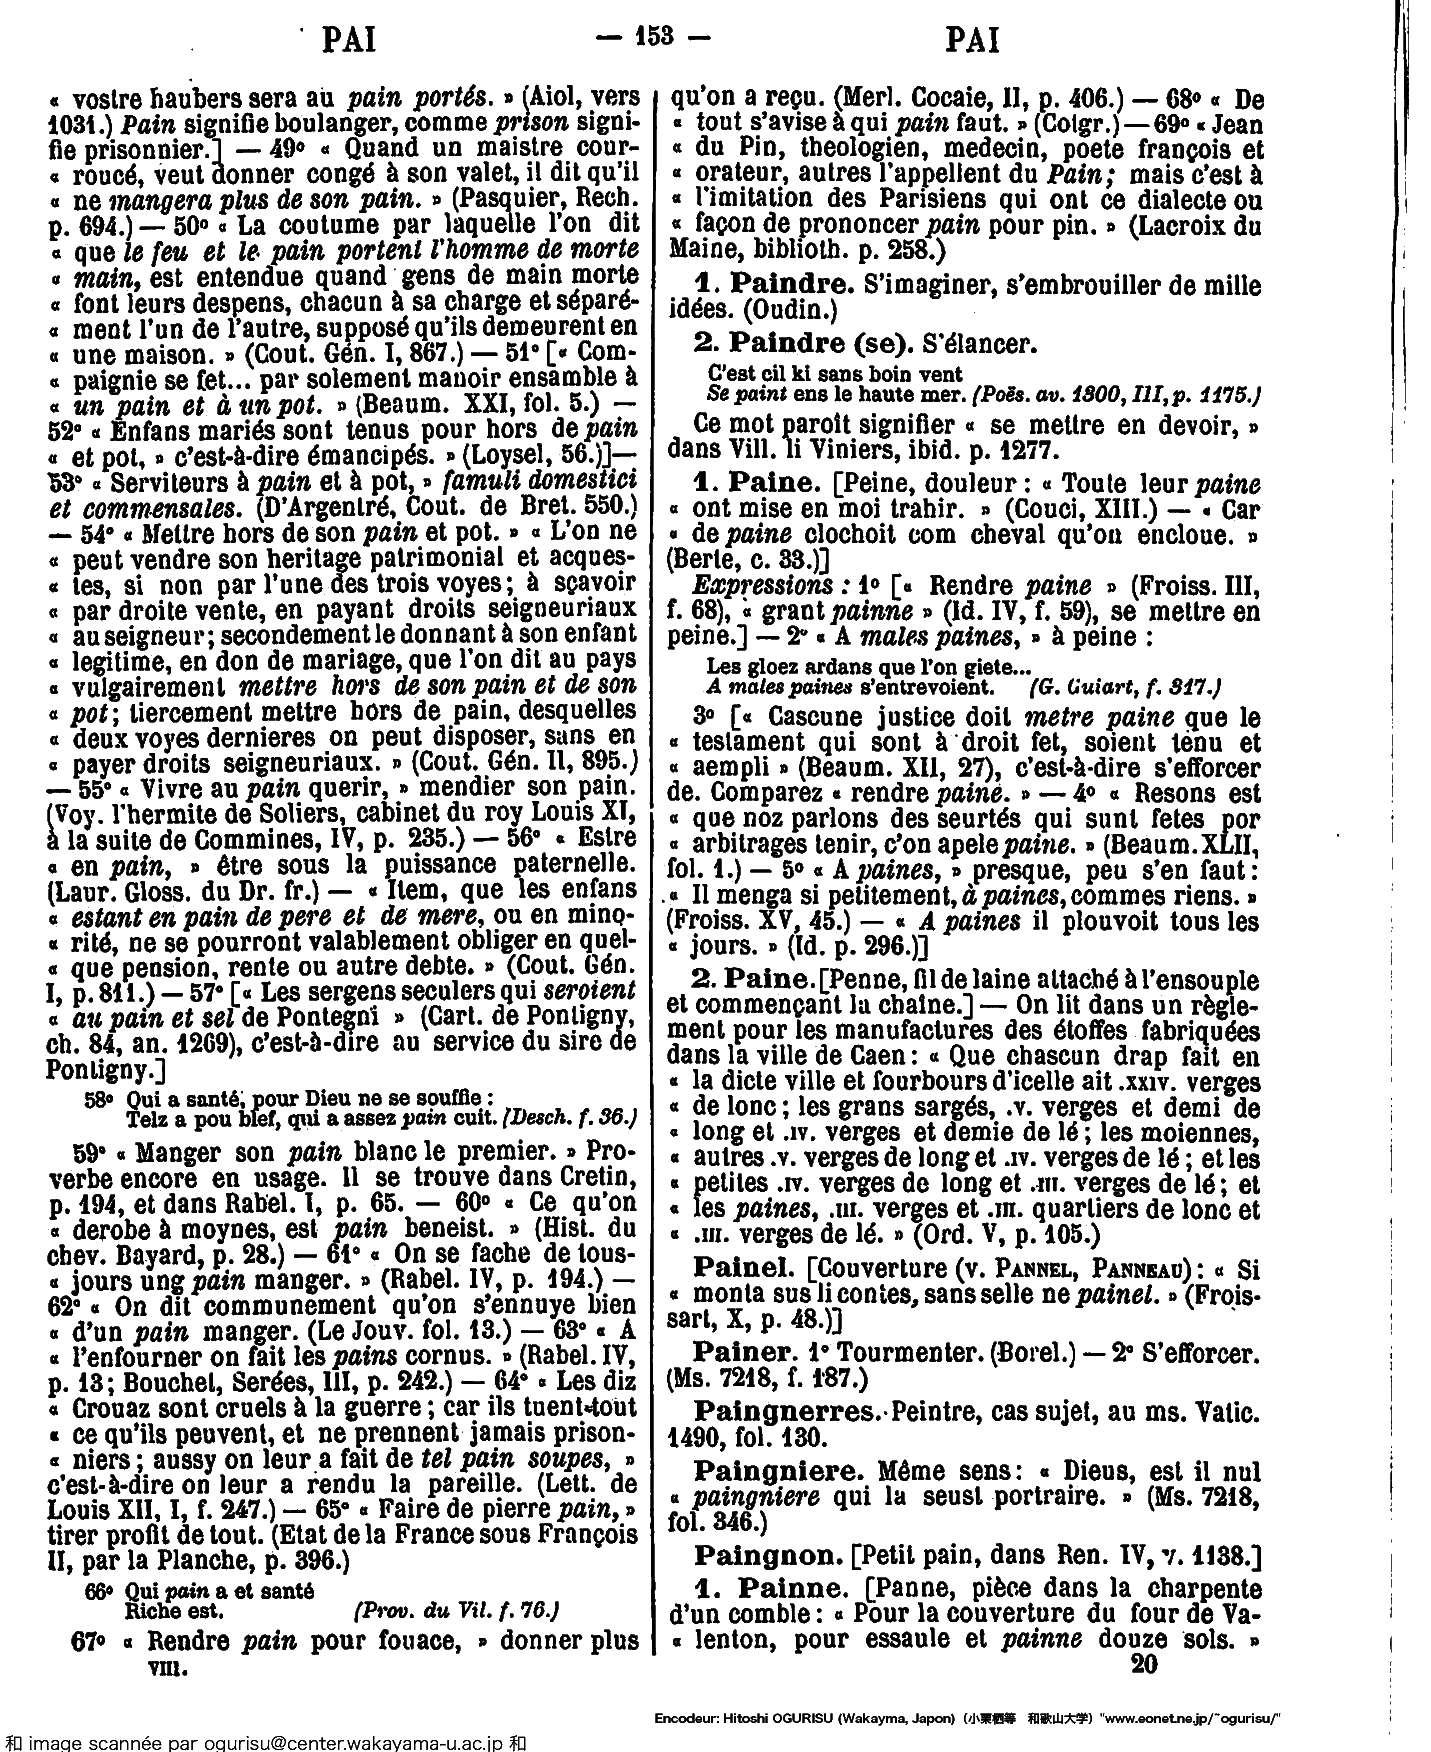 PAI
— 153 —
PAI
« vostre haubers sera au pain portés. » (Aiol, vers
1031.) Pain signifie boulanger, comme prison signi-
fie prisonnier.] — 49° « Quand un maistre cour-
« roucé, veut donner congé à son valet, il dit qu'il
« ne mangera plus de son pain. » (Pasquier, Rech.
p. 694.) — 50° « La coutume par laquelle l'on dit
« que le feu et le pain portent l'homme de morte
« main, est entendue quand gens de main morte
« font leurs despens, chacun à sa charge et séparé-
« ment l'un de l'autre, supposé qu'ils demeurent en
« une maison. » (Cout. Gén. I, 867.) — 51° [« Com-
« paignie se fet... par solement manoir ensamble à
« un pain et à un pot. » (Beaum. XXI, fol. 5.) —
52° « Enfans mariés sont tenus pour hors de pain
« et pot, » c'est-à-dire émancipés. » (Loysel, 56.)] —
53° « Serviteurs à pain et à pot, » famuli domestici
et commensales. (D'Argentré, Cout. de Bret. 550.)
— 54° « Mettre hors de son pain et pot. » « L'on ne
« peut vendre son heritage patrimonial et acques-
« tes, si non par l'une des trois voyes; à sçavoir
« par droite vente, en payant droits seigneuriaux
« au seigneur; secondement le donnant à son enfant
« legitime, en don de mariage, que l'on dit au pays
« vulgairement mettre hors de son pain et de son
« pot; tiercement mettre hors de pain, desquelles
« deux voyes dernieres on peut disposer, sans en
« payer droits seigneuriaux. » (Cout. Gén. II, 895.)
— 55° « Vivre au pain querir, » mendier son pain.
(Voy. l'hermite de Soliers, cabinet du roy Louis XI,
à la suite de Commines, IV, p. 235.) — 56° « Estre
« en pain, » être sous la puissance paternelle.
(Laur. Gloss. du Dr. fr.) — « Item, que les enfans
« estant en pain de pere et de mere, ou en mino-
« rité, ne se pourront valablement obliger en quel-
« que pension, rente ou autre debte. » (Cout. Gén.
I, p. 811.) — 57° [« Les sergens seculers qui seroient
« au pain et sel de Pontegni » (Cart. de Pontigny,
ch. 84, an. 1269), c'est-à-dire au service du sire de
Pontigny.]
58° Qui a santé, pour Dieu ne se souffle :
Telz a pou blef, qui a assez pain cuit. (Desch. f. 36.)
59° « Manger son pain blanc le premier. » Pro-
verbe encore en usage. Il se trouve dans Cretin,
p. 194, et dans Rabel. I, p. 65. — 60° « Ce qu'on
« derobe à moynes, est pain beneist. » (Hist. du
chev. Bayard, p. 28.) — 61° « On se fache de tous-
« jours ung pain manger. » (Rabel. IV, p. 194.) —
62° « On dit communement qu'on s'ennuye bien
« d'un pain manger. (Le Jouv. fol. 13.) — 63° « A
« l'enfourner on fait les pains cornus. » (Rabel. IV,
p. 13; Bouchet, Serées, III, p. 242.) — 64° « Les diz
« Crouaz sont cruels à la guerre; car ils tuent tout
« ce qu'ils peuvent, et ne prennent jamais prison-
« niers; aussy on leur a fait de tel pain soupes, »
c'est-à-dire on leur a rendu la pareille. (Lett. de
Louis XII, I, f. 247.) — 65° « Faire de pierre pain, »
tirer profit de tout. (Etat de la France sous François
II, par la Planche, p. 396.)
66° Qui pain a et santé
Riche est. (Prov. du Vil. f. 76.)
67° « Rendre pain pour fouace, » donner plus
VIII.
qu'on a reçu. (Merl. Cocaie, II, p. 406.) — 68° « De
« tout s'avise à qui pain faut. » (Cotgr.) — 69° « Jean
« du Pin, theologien, medecin, poete françois et
« orateur, autres l'appellent du Pain; mais c'est à
« l'imitation des Parisiens qui ont ce dialecte ou
« façon de prononcer pain pour pin. » (Lacroix du
Maine, biblioth. p. 258.)
1. Paindre. S'imaginer, s'embrouiller de mille
idées. (Oudin.)
2. Paindre (se). S'élancer.
C'est cil ki sans boin vent
Se paint ens le haute mer. (Poës. av. 1300, III, p. 1175.)
Ce mot paroît signifier « se mettre en devoir, »
dans Vill. li Viniers, ibid. p. 1277.
1. Paine. [Peine, douleur : « Toute leur paine
« ont mise en moi trahir. » (Couci, XIII.) — « Car
« de paine clochoit com cheval qu'on encloue. »
(Berte, c. 33.)]
Expressions : 1° [« Rendre paine » (Froiss. III,
f. 68), « grant painne » (Id. IV, f. 59), se mettre en
peine.] — 2° « A males paines, » à peine :
Les gloez ardans que l'on giete...
A males paines s'entrevoient. (G. Guiart, f. 317.)
3° [« Cascune justice doit metre paine que le
« testament qui sont à droit fet, soient tenu et
« aempli » (Beaum. XII, 27), c'est-à-dire s'efforcer
de. Comparez « rendre paine. » — 4° « Resons est
« que noz parlons des seurtés qui sunt fetes por
« arbitrages tenir, c'on apele paine. » (Beaum. XLII,
fol. 1.) — 5° « A paines, » presque, peu s'en faut :
« Il menga si petitement, à paines, commes riens. »
(Froiss. XV, 45.) — « A paines il plouvoit tous les
« jours. » (Id. p. 296.)]
2. Paine. [Penne, fil de laine attaché à l'ensouple
et commençant la chaîne.] — On lit dans un règle-
ment pour les manufactures des étoffes fabriquées
dans la ville de Caen : « Que chascun drap fait en
« la dicte ville et fourbours d'icelle ait .xxiv. verges
« de lonc; les grans sargés, .v. verges et demi de
« long et .iv. verges et demie de lé; les moiennes,
« autres .v. verges de long et .iv. verges de lé; et les
« petites .iv. verges de long et .iii. verges de lé; et
« les paines, .iii. verges et .iii. quartiers de lonc et
« .iii. verges de lé. » (Ord. V, p. 105.)
Painel. [Couverture (v. PANNEL, PANNEAU) : « Si
« monta sus li contes, sans selle ne painel. » (Frois-
sart, X, p. 48.)]
Painer. 1° Tourmenter. (Borel.) — 2° S'efforcer.
(Ms. 7218, f. 187.)
Paingnerres. Peintre, cas sujet, au ms. Vatic.
1490, fol. 130.
Paingniere. Même sens : « Dieus, est il nul
« paingniere qui la seust portraire. » (Ms. 7218,
fol. 346.)
Paingnon. [Petit pain, dans Ren. IV, v. 1138.]
1. Painne. [Panne, pièce dans la charpente
d'un comble : « Pour la couverture du four de Va-
« lenton, pour essaule et painne douze sols. »
20
Encodeur: Hitoshi OGURISU (Wakayma, Japon) (小栗栖等 和歌山大学) "www.eonet.ne.jp/~ogurisu/"
和 image scannée par ogurisu@center.wakayama-u.ac.jp 和